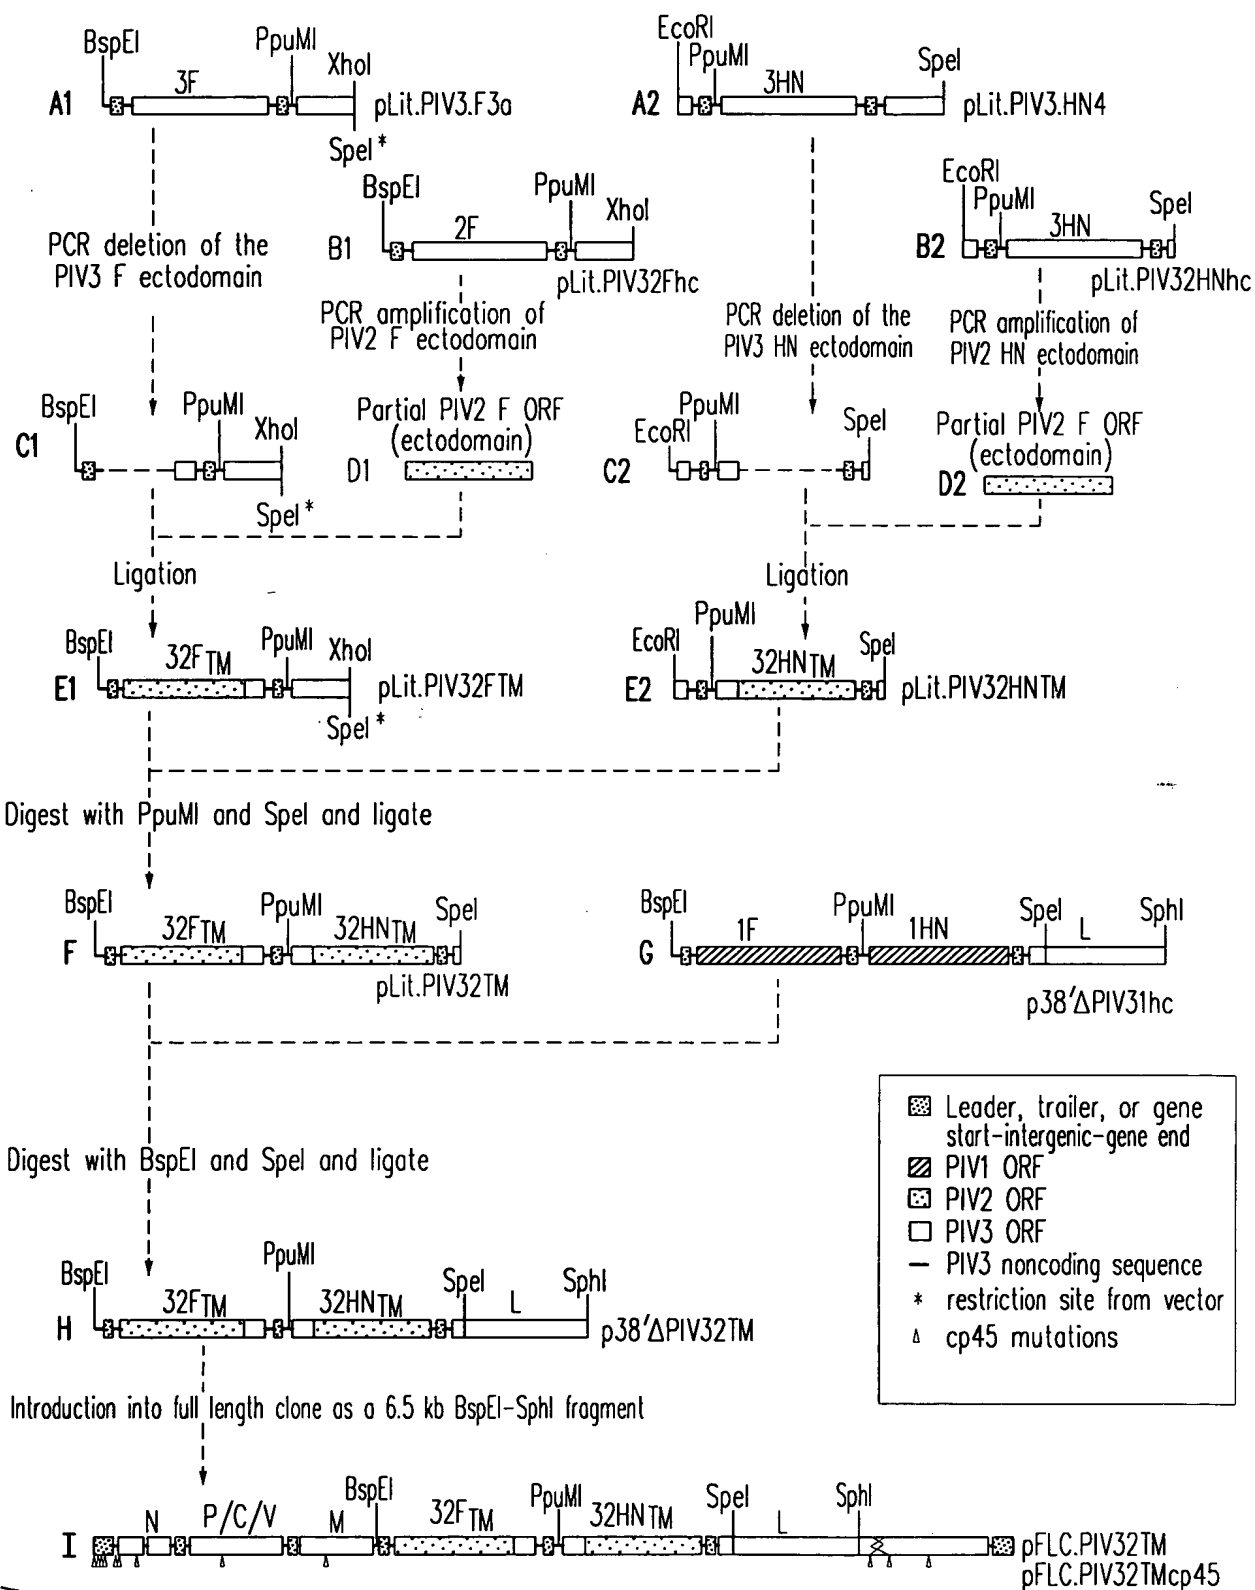 BspEI
PpuMI
XhoI
3F
A1
pLit.PIV3.F3a
SpeI*
EcoRI
PpuMI
SpeI
3HN
A2
pLit.PIV3.HN4
BspEI
PpuMI
XhoI
2F
B1
pLit.PIV32Fhc
EcoRI
PpuMI
SpeI
3HN
B2
pLit.PIV32HNhc
PCR deletion of the
PIV3 F ectodomain
PCR amplification of
PIV2 F ectodomain
PCR deletion of the
PIV3 HN ectodomain
PCR amplification of
PIV2 HN ectodomain
BspEI
PpuMI
XhoI
C1
SpeI*
Partial PIV2 F ORF
(ectodomain)
D1
PpuMI
EcoRI
SpeI
C2
Partial PIV2 F ORF
(ectodomain)
D2
Ligation
Ligation
BspEI
PpuMI
XhoI
32FTM
E1
pLit.PIV32FTM
SpeI*
PpuMI
EcoRI
SpeI
32HNTM
E2
pLit.PIV32HNTM
Digest with PpuMI and SpeI and ligate
BspEI
PpuMI
SpeI
32FTM
32HNTM
F
pLit.PIV32TM
BspEI
PpuMI
SpeI
SphI
1F
1HN
L
G
p38'ΔPIV31hc
Digest with BspEI and SpeI and ligate
Leader, trailer, or gene
start-intergenic-gene end
PIV1 ORF
PIV2 ORF
PIV3 ORF
PIV3 noncoding sequence
* restriction site from vector
cp45 mutations
BspEI
PpuMI
SpeI
SphI
32FTM
32HNTM
L
H
p38'ΔPIV32TM
Introduction into full length clone as a 6.5 kb BspEI-SphI fragment
N
P/C/V
M
BspEI
32FTM
PpuMI
32HNTM
SpeI
L
SphI
I
pFLC.PIV32TM
pFLC.PIV32TMcp45